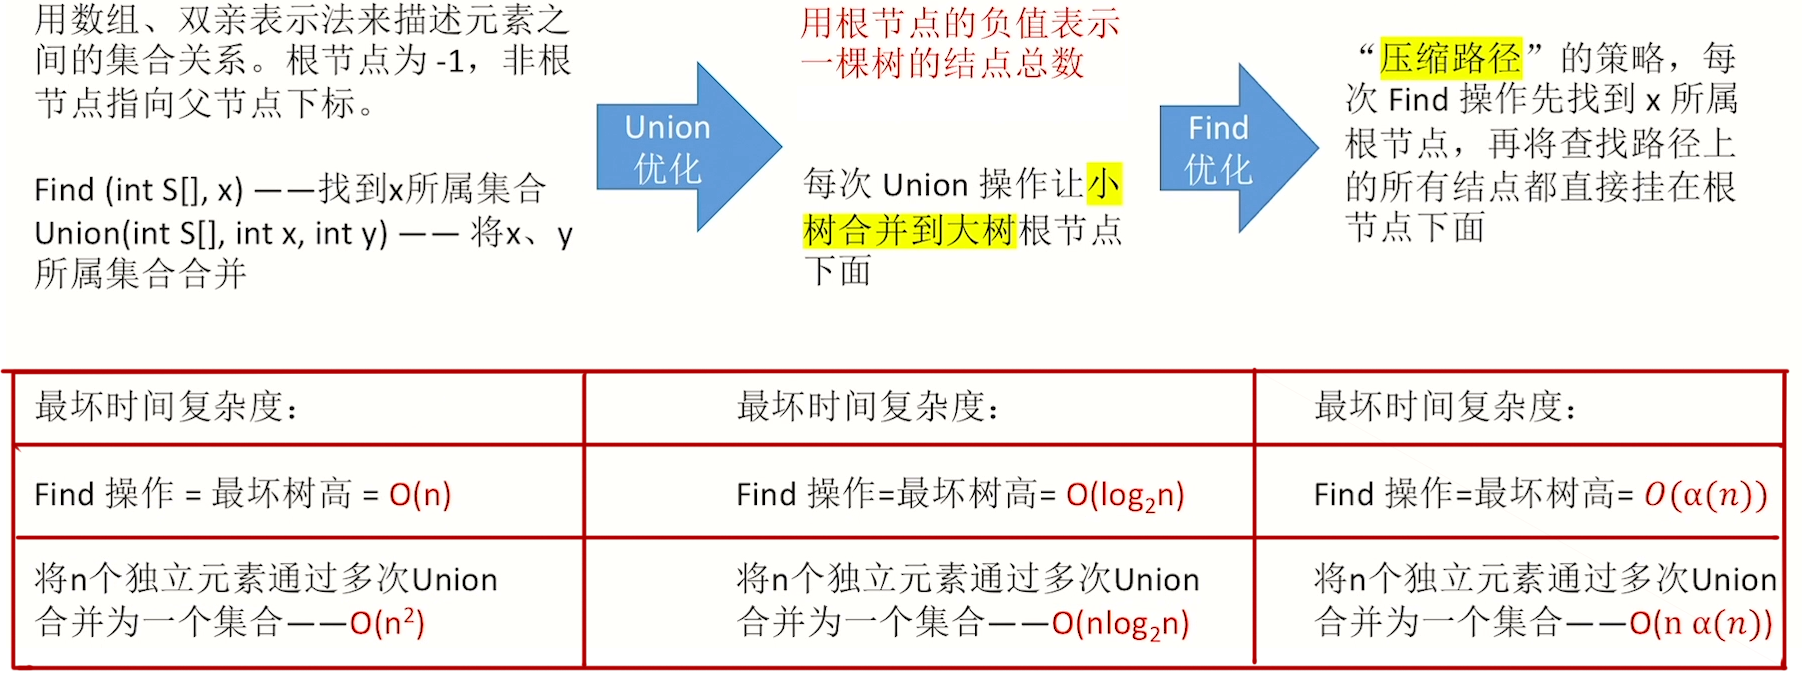 用数组、双亲表示法来描述元素之
间的集合关系。根节点为 -1，非根
节点指向父节点下标。
Find (int S[], x) ——找到x所属集合
Union(int S[], int x, int y) —— 将x、y
所属集合合并
Union
优化
用根节点的负值表示
一棵树的结点总数
每次 Union 操作让小
树合并到大树根节点
下面
Find
优化
“压缩路径”的策略，每
次 Find 操作先找到 x 所属
根节点，再将查找路径上
的所有结点都直接挂在根
节点下面
最坏时间复杂度：
最坏时间复杂度：
最坏时间复杂度：
Find 操作 = 最坏树高 = O(n)
Find 操作=最坏树高= O(log₂n)
Find 操作=最坏树高= O(α(n))
将n个独立元素通过多次Union
合并为一个集合——O(n²)
将n个独立元素通过多次Union
合并为一个集合——O(nlog₂n)
将n个独立元素通过多次Union
合并为一个集合——O(n α(n))